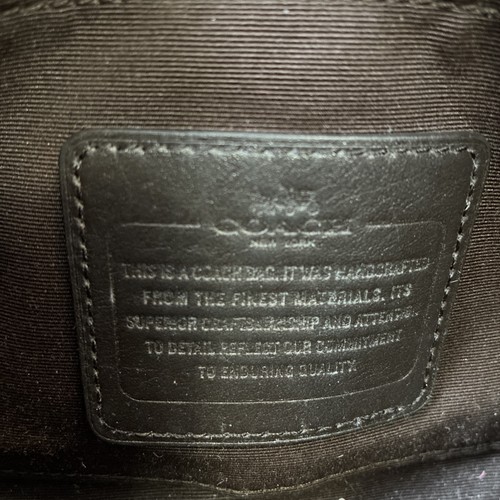 COACH
NEW YORK
THIS IS A COACH BAG. IT WAS HANDCRAFTED
FROM THE FINEST MATERIALS. ITS
SUPERIOR CRAFTSMANSHIP AND ATTENTION
TO DETAIL REFLECT OUR COMMITMENT
TO ENDURING QUALITY